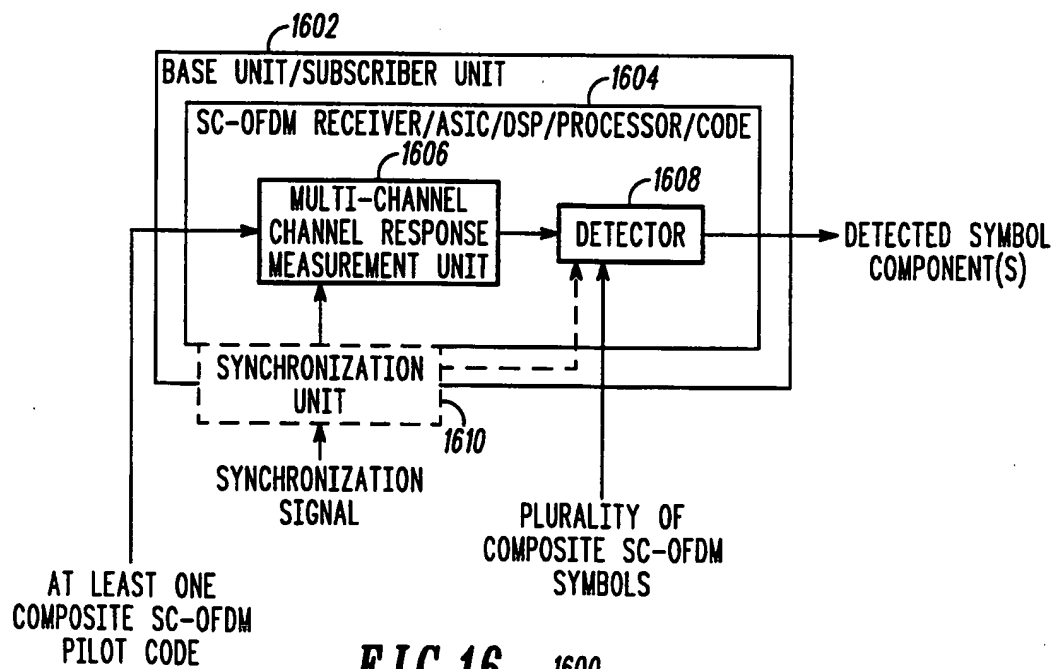 1602
BASE UNIT/SUBSCRIBER UNIT
1604
SC-OFDM RECEIVER/ASIC/DSP/PROCESSOR/CODE
1606
MULTI-CHANNEL
CHANNEL RESPONSE
MEASUREMENT UNIT
1608
DETECTOR
DETECTED SYMBOL
COMPONENT(S)
SYNCHRONIZATION
UNIT
1610
SYNCHRONIZATION
SIGNAL
PLURALITY OF
COMPOSITE SC-OFDM
SYMBOLS
AT LEAST ONE
COMPOSITE SC-OFDM
PILOT CODE
FIG.16
1600